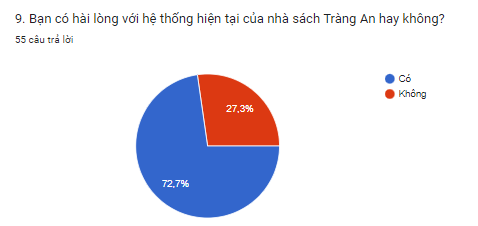 9. Bạn có hài lòng với hệ thống hiện tại của nhà sách Tràng An hay không?
55 câu trả lời
Có
Không
27,3%
72,7%